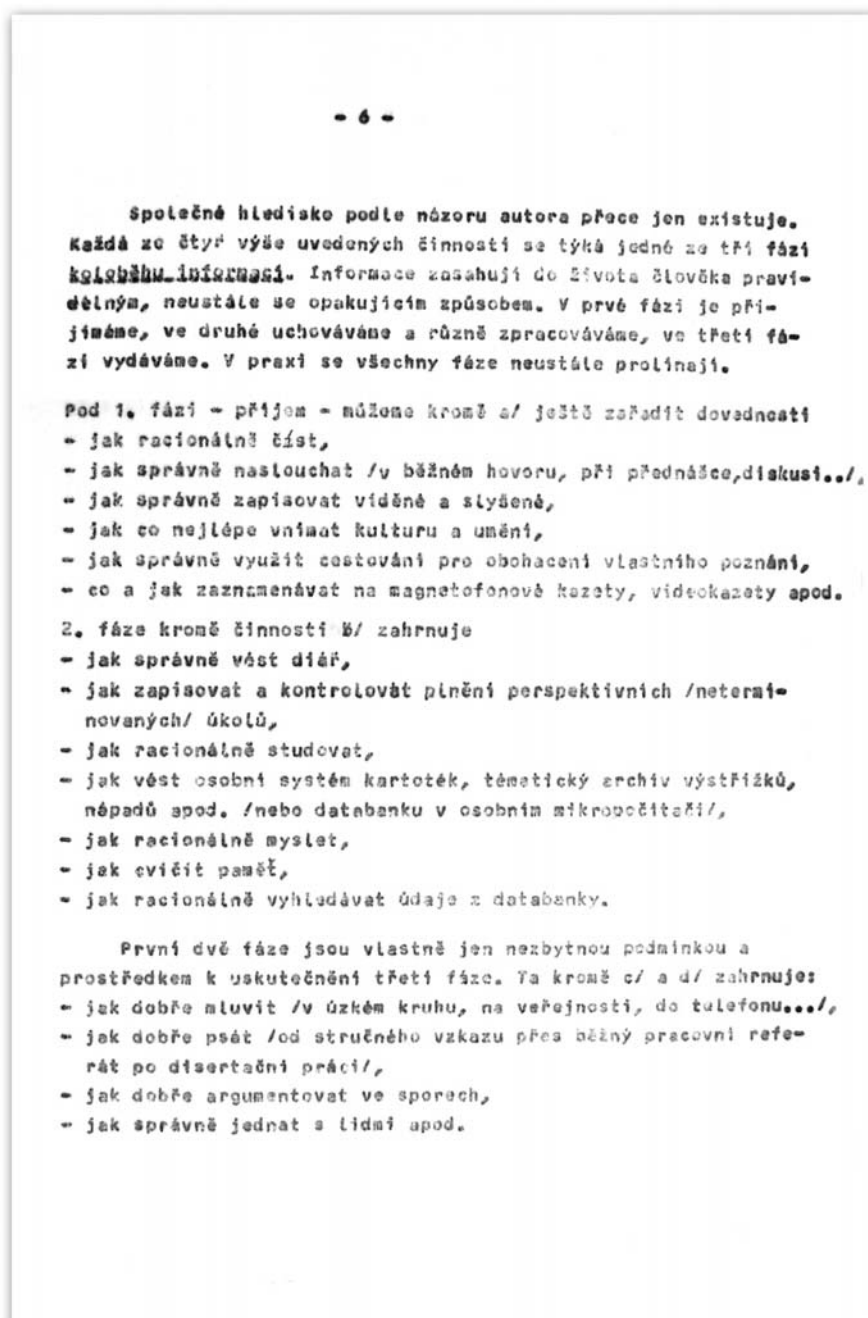 - 6 -
Společné hledisko podle názoru autora přece jen existuje.
Každá ze čtyř výše uvedených činností se týká jedné ze tří fází
koloběhu informací. Informace zasahují do života člověka pravi-
dělným, neustále se opakujícím způsobem. V prvé fázi je při-
jímáme, ve druhé uchováváme a různě zpracováváme, ve třetí fá-
zi vydáváme. V praxi se všechny fáze neustále prolínají.
Pod 1. fázi - příjem - můžeme kromě a/ ještě zařadit dovednosti
- jak racionálně číst,
- jak správně naslouchat /v běžném hovoru, při přednášce,diskusi../,
- jak správně zapisovat viděné a slyšené,
- jak co nejlépe vnímat kulturu a umění,
- jak správně využít cestování pro obohacení vlastního poznání,
- co a jak zaznamenávat na magnetofonové kazety, videokazety apod.
2. fáze kromě činnosti b/ zahrnuje
- jak správně vést diář,
- jak zapisovat a kontrolovat plnění perspektivních /netermi-
novaných/ úkolů,
- jak racionálně studovat,
- jak vést osobní systém kartoték, tématický archiv výstřižků,
nápadů apod. /nebo databanku v osobním mikropočítači/,
- jak racionálně myslet,
- jak cvičit paměť,
- jak racionálně vyhledávat údaje z databanky.
První dvě fáze jsou vlastně jen nezbytnou podmínkou a
prostředkem k uskutečnění třetí fáze. Ta kromě c/ a d/ zahrnuje:
- jak dobře mluvit /v úzkém kruhu, na veřejnosti, do telefonu.../,
- jak dobře psát /od stručného vzkazu přes běžný pracovní refe-
rát po disertační práci/,
- jak dobře argumentovat ve sporech,
- jak správně jednat s lidmi apod.